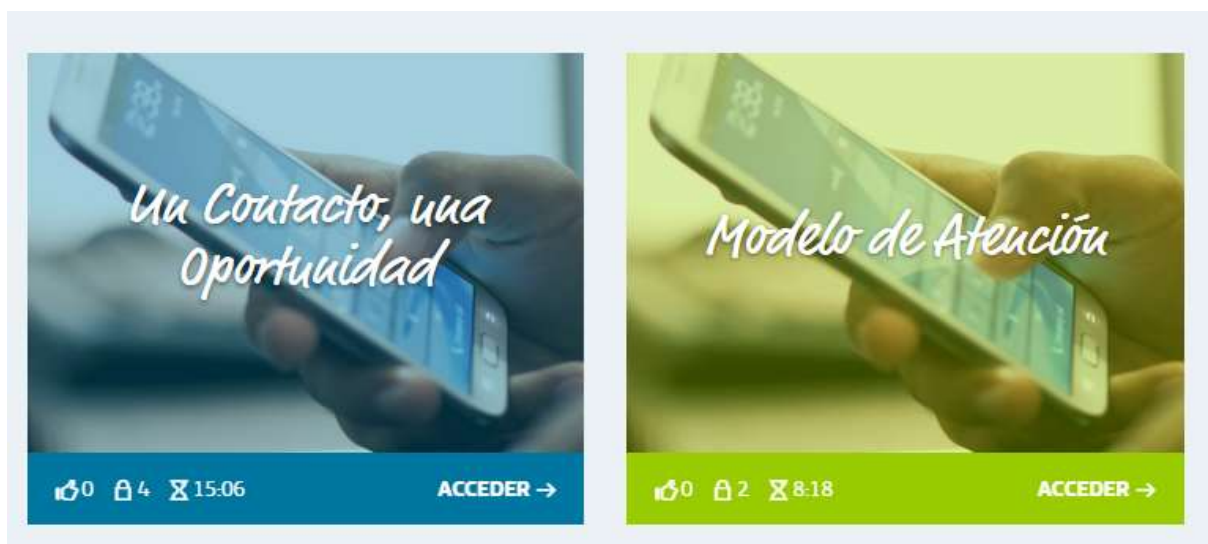 Un Contacto, una
Oportunidad
0 4 15:06 ACCEDER →
Modelo de Atención
0 2 8:18 ACCEDER →